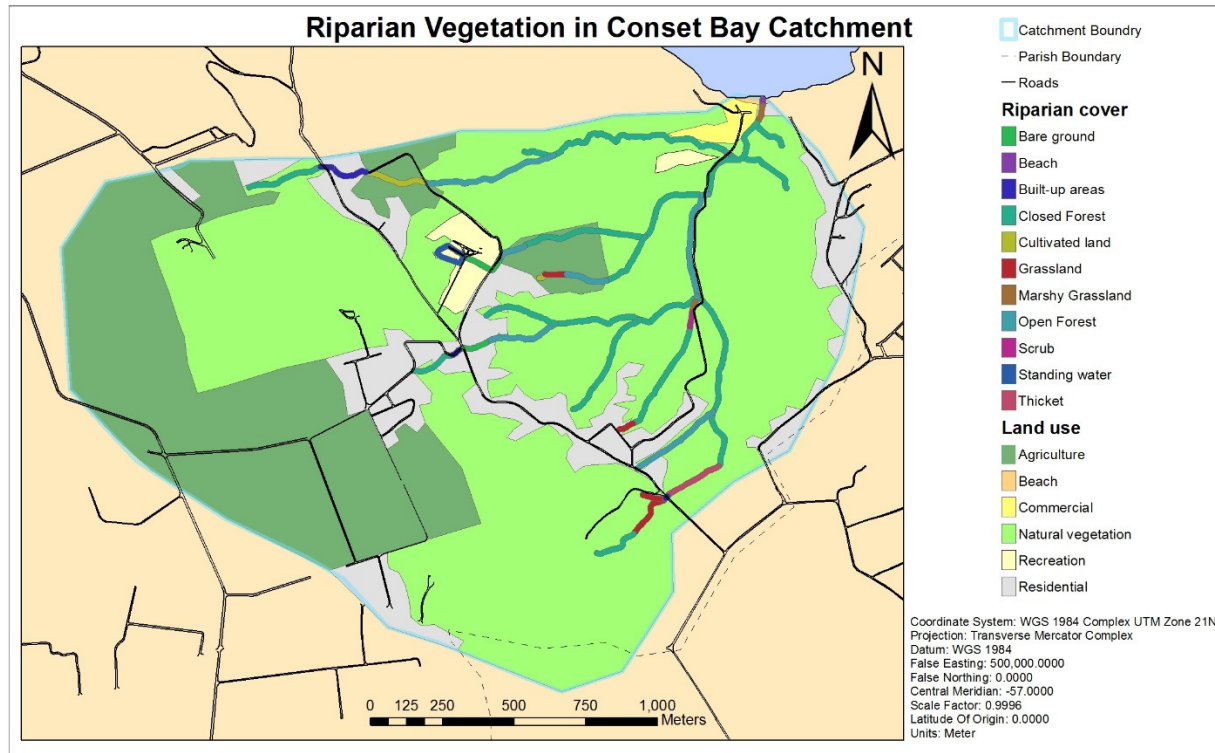 Riparian Vegetation in Conset Bay Catchment
N
Catchment Boundry
Parish Boundary
Roads
Riparian cover
Bare ground
Beach
Built-up areas
Closed Forest
Cultivated land
Grassland
Marshy Grassland
Open Forest
Scrub
Standing water
Thicket
Land use
Agriculture
Beach
Commercial
Natural vegetation
Recreation
Residential
Coordinate System: WGS 1984 Complex UTM Zone 21N
Projection: Transverse Mercator Complex
Datum: WGS 1984
False Easting: 500,000.0000
False Northing: 0.0000
Central Meridian: -57.0000
Scale Factor: 0.9996
Latitude Of Origin: 0.0000
Units: Meter
0 125 250 500 750 1,000
Meters